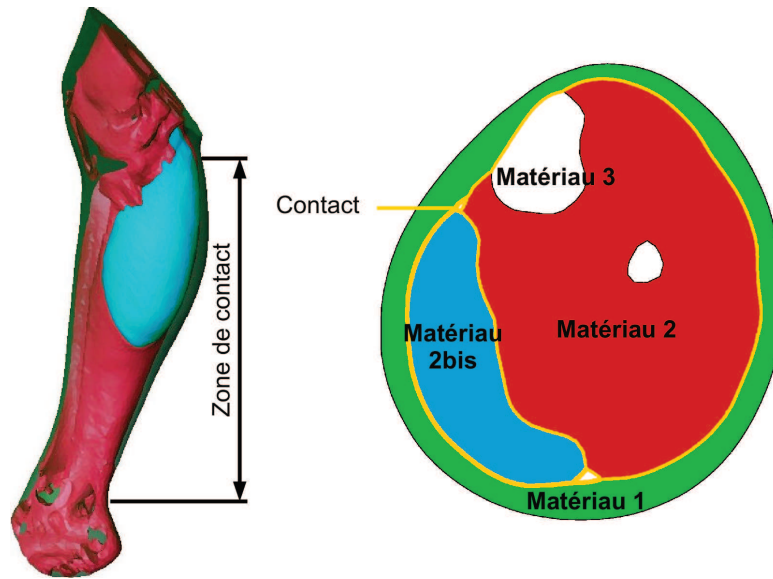 Zone de contact
Contact
Matériau 3
Matériau
2bis
Matériau 2
Matériau 1